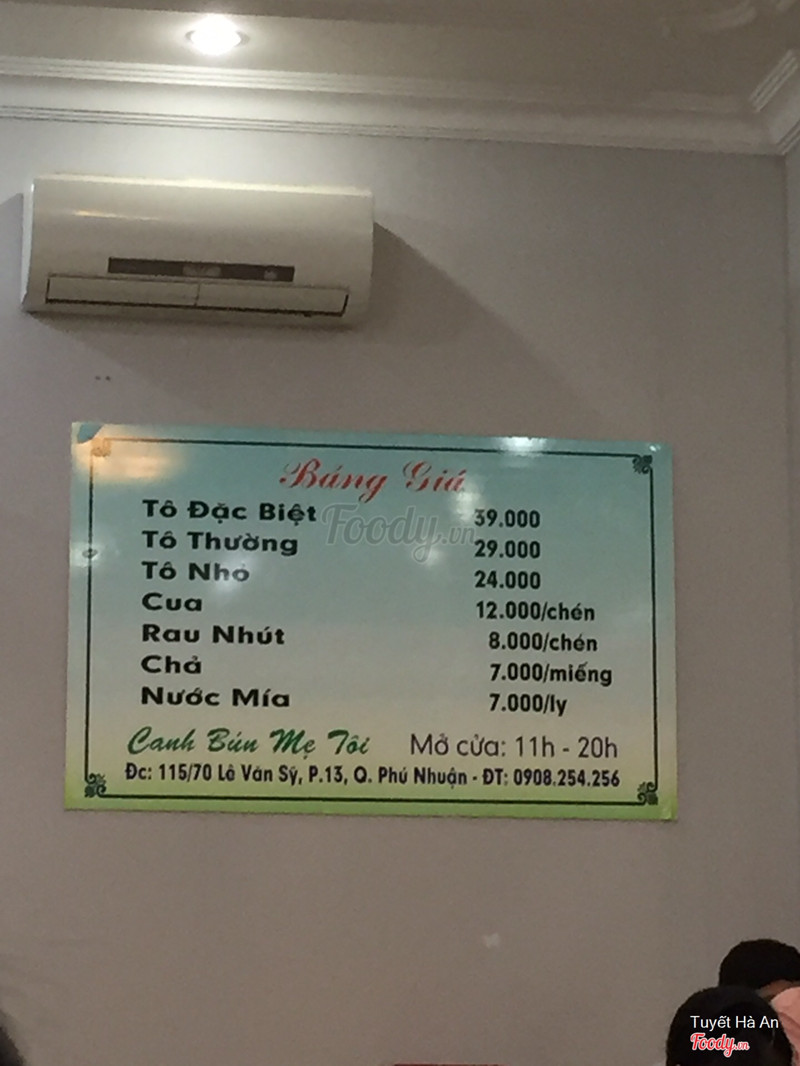 Bảng Giá
Tô Đặc Biệt 39.000
Foody.vn
Tô Thường 29.000
Tô Nhỏ 24.000
Cua 12.000/chén
Rau Nhút 8.000/chén
Chả 7.000/miếng
Nước Mía 7.000/ly
Canh Bún Mẹ Tôi Mở cửa: 11h - 20h
Đc: 115/70 Lê Văn Sỹ, P.13, Q. Phú Nhuận - ĐT: 0908.254.256
Tuyết Hà An
Foody.vn